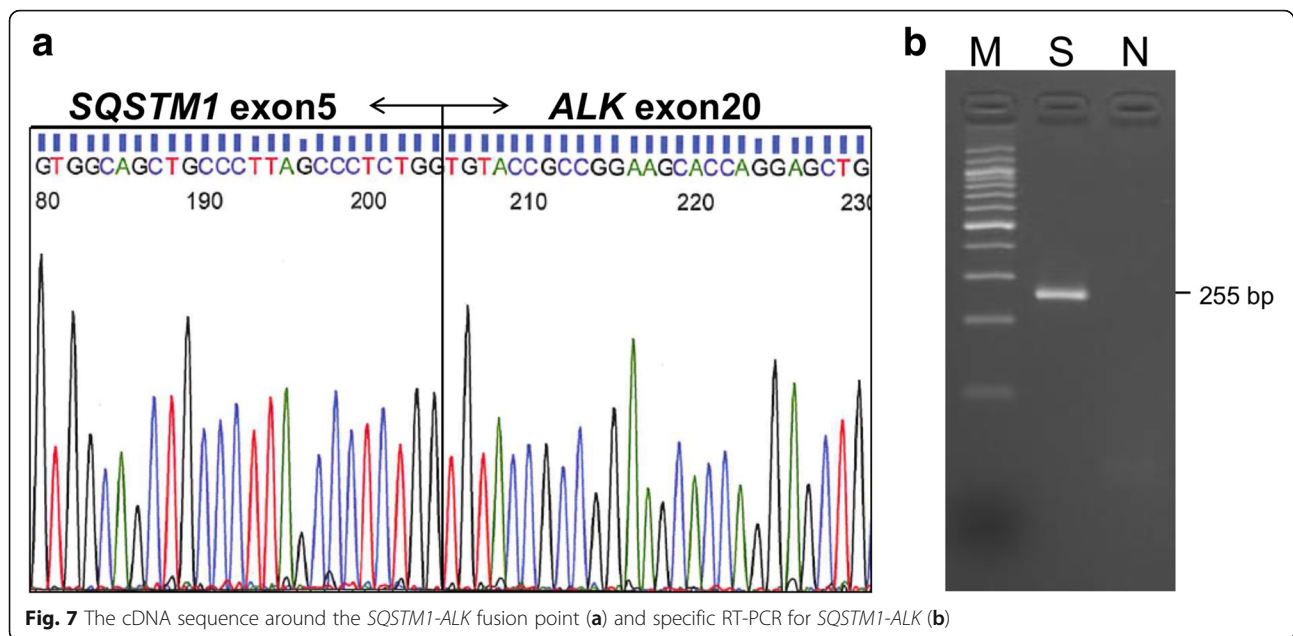 a
SQSTM1 exon5 ALK exon20
GTGGCAGCTGCCCTTAGCCCTCTGGTGTACCGCCGGAAGCACCAGGAGCTG
80 190 200 210 220 230
b
M S N
255 bp
Fig. 7 The cDNA sequence around the SQSTM1-ALK fusion point (a) and specific RT-PCR for SQSTM1-ALK (b)